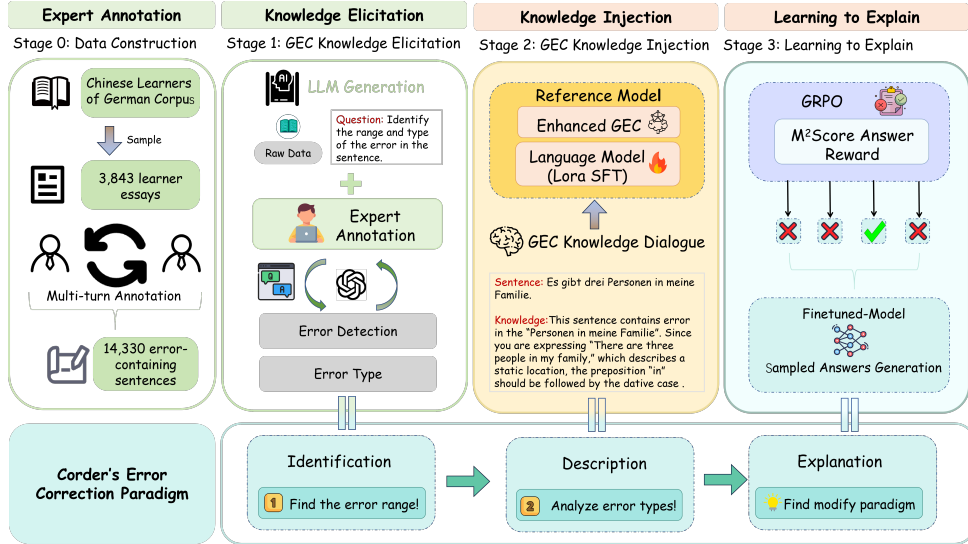 Expert Annotation
Knowledge Elicitation
Knowledge Injection
Learning to Explain
Stage 0: Data Construction
Stage 1: GEC Knowledge Elicitation
Stage 2: GEC Knowledge Injection
Stage 3: Learning to Explain
Chinese Learners
of German Corpus
Sample
3,843 learner
essays
Multi-turn Annotation
14,330 error-
containing
sentences
AI
LLM Generation
Raw Data
Question: Identify
the range and type
of the error in the
sentence.
Expert
Annotation
Q
A
Error Detection
Error Type
Reference Model
Enhanced GEC
Language Model
(Lora SFT)
GEC Knowledge Dialogue
Sentence: Es gibt drei Personen in meine
Familie.
Knowledge:This sentence contains error
in the “Personen in meine Familie”. Since
you are expressing “There are three
people in my family,” which describes a
static location, the preposition “in”
should be followed by the dative case .
GRPO
M²Score Answer
Reward
Finetuned-Model
Sampled Answers Generation
Corder’s Error
Correction Paradigm
Identification
1 Find the error range!
Description
2 Analyze error types!
Explanation
Find modify paradigm